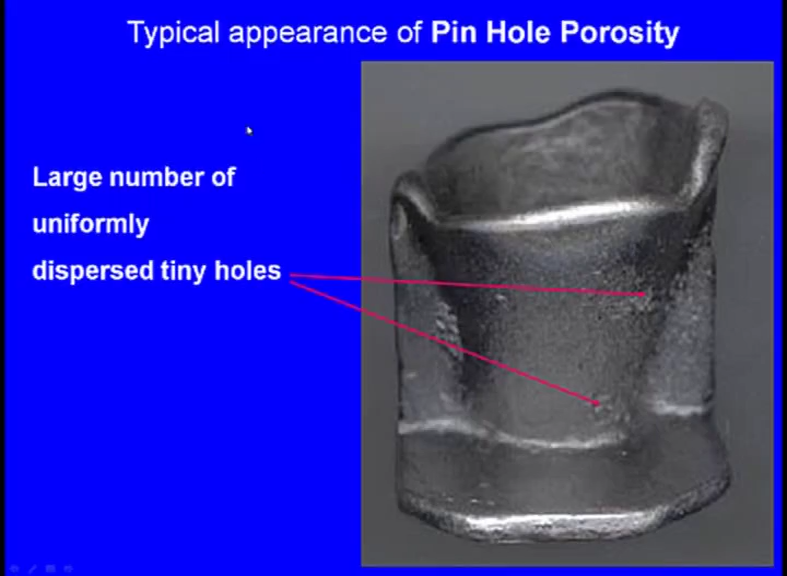 Typical appearance of Pin Hole Porosity
Large number of
uniformly
dispersed tiny holes